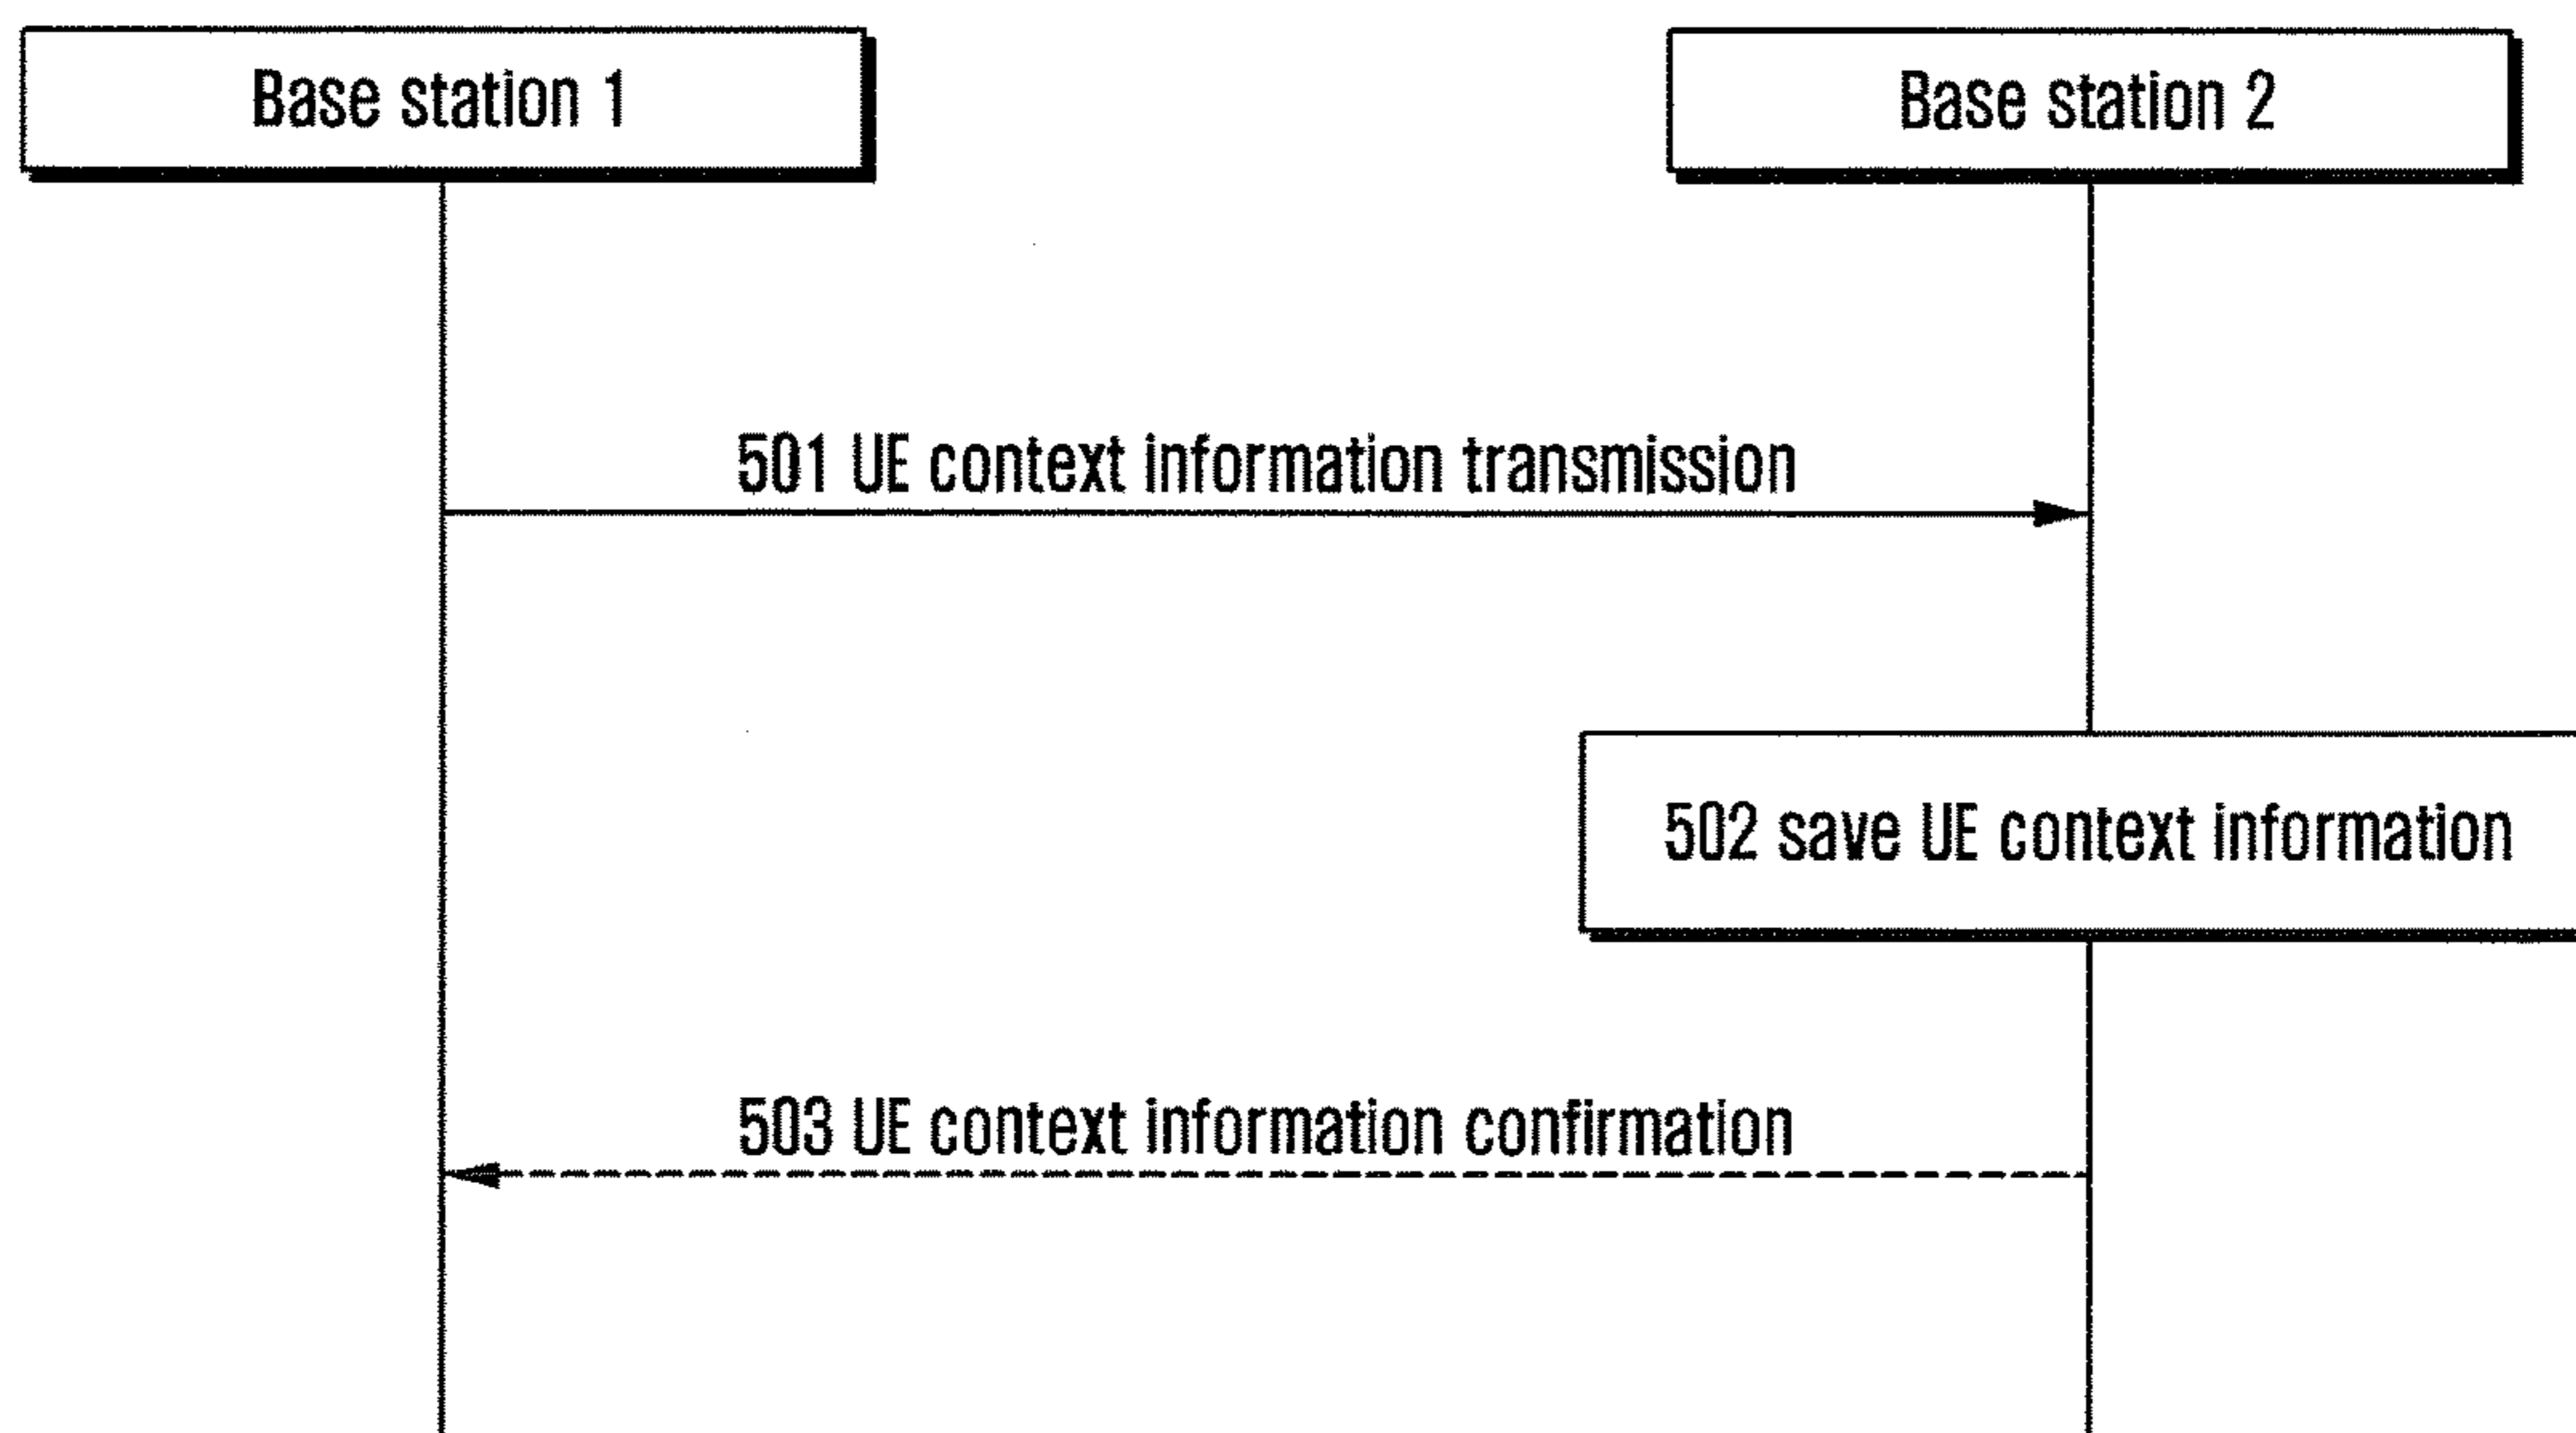 Base station 1
Base station 2
501 UE context information transmission
502 save UE context information
503 UE context information confirmation